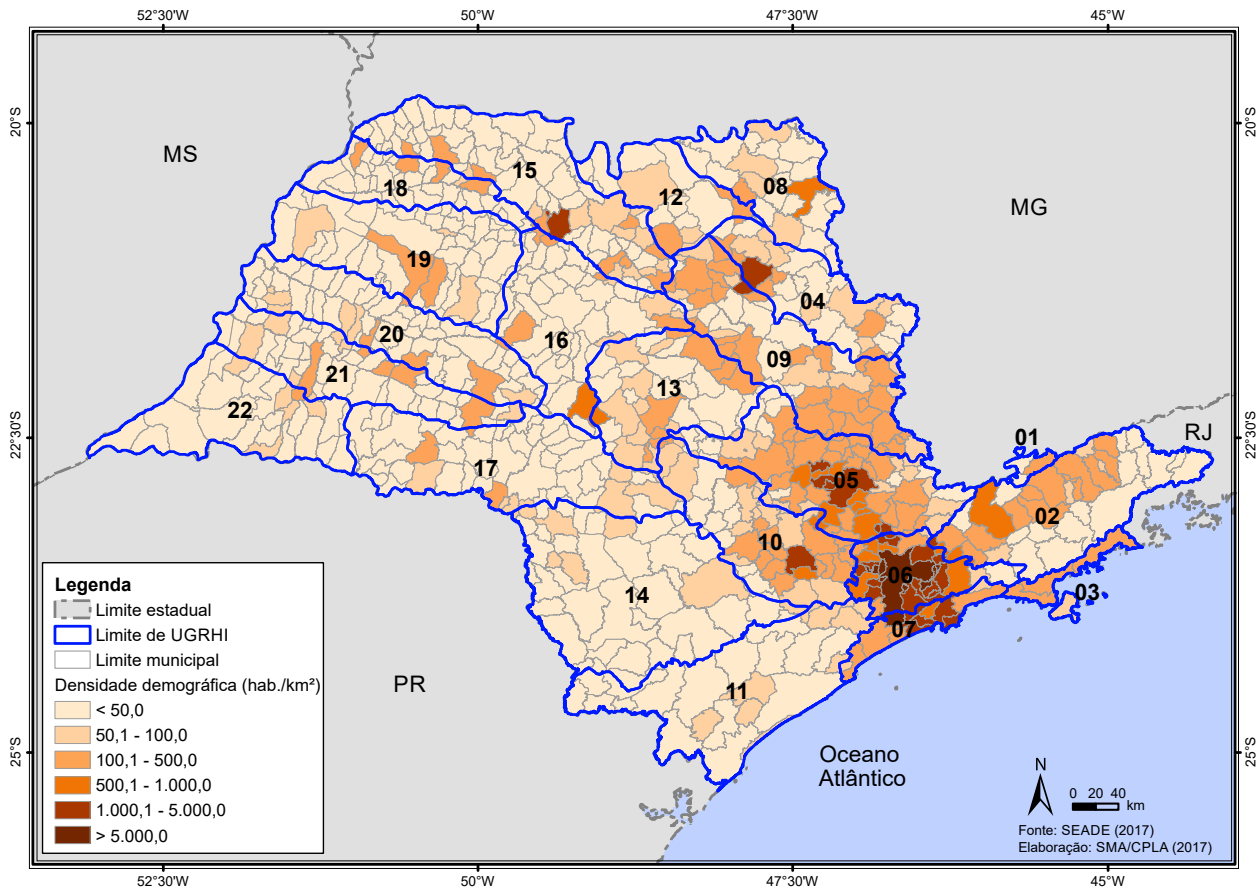 52°30'W 50°W 47°30'W 45°W
20°S 20°S
MS
MG
15
18
12
08
19
04
20
16
09
21
13
22
17
22°30'S 22°30'S
RJ
01
05
02
10
06
03
14
07
11
PR
25°S 25°S
Oceano
Atlântico
Legenda
Limite estadual
Limite de UGRHI
Limite municipal
Densidade demográfica (hab./km²)
< 50,0
50,1 - 100,0
100,1 - 500,0
500,1 - 1.000,0
1.000,1 - 5.000,0
> 5.000,0
N
0 20 40
km
Fonte: SEADE (2017)
Elaboração: SMA/CPLA (2017)
52°30'W 50°W 47°30'W 45°W